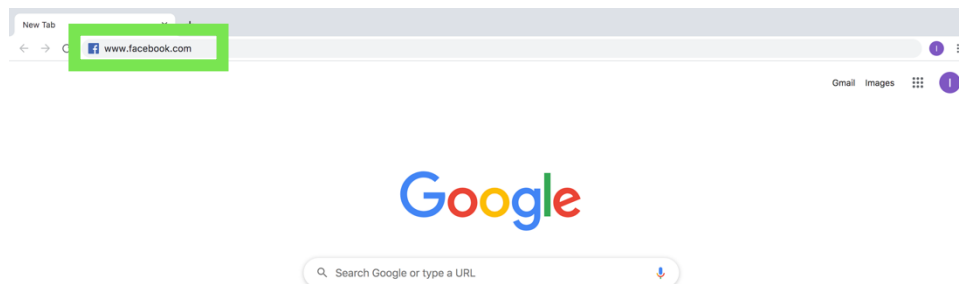 New Tab
www.facebook.com
I
Gmail Images
I
Google
Search Google or type a URL